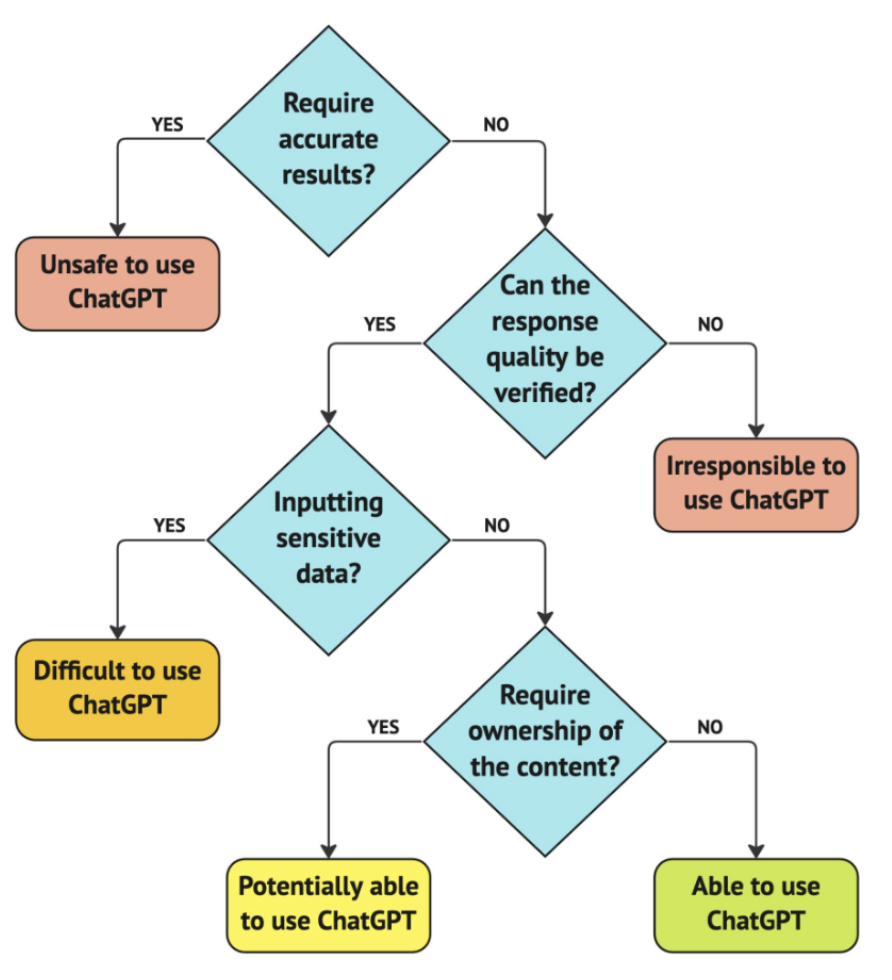 Require
accurate
results?
YES
NO
Unsafe to use
ChatGPT
Can the
response
quality be
verified?
YES
NO
Irresponsible to
use ChatGPT
Inputting
sensitive
data?
YES
NO
Difficult to use
ChatGPT
Require
ownership of
the content?
YES
NO
Potentially able
to use ChatGPT
Able to use
ChatGPT